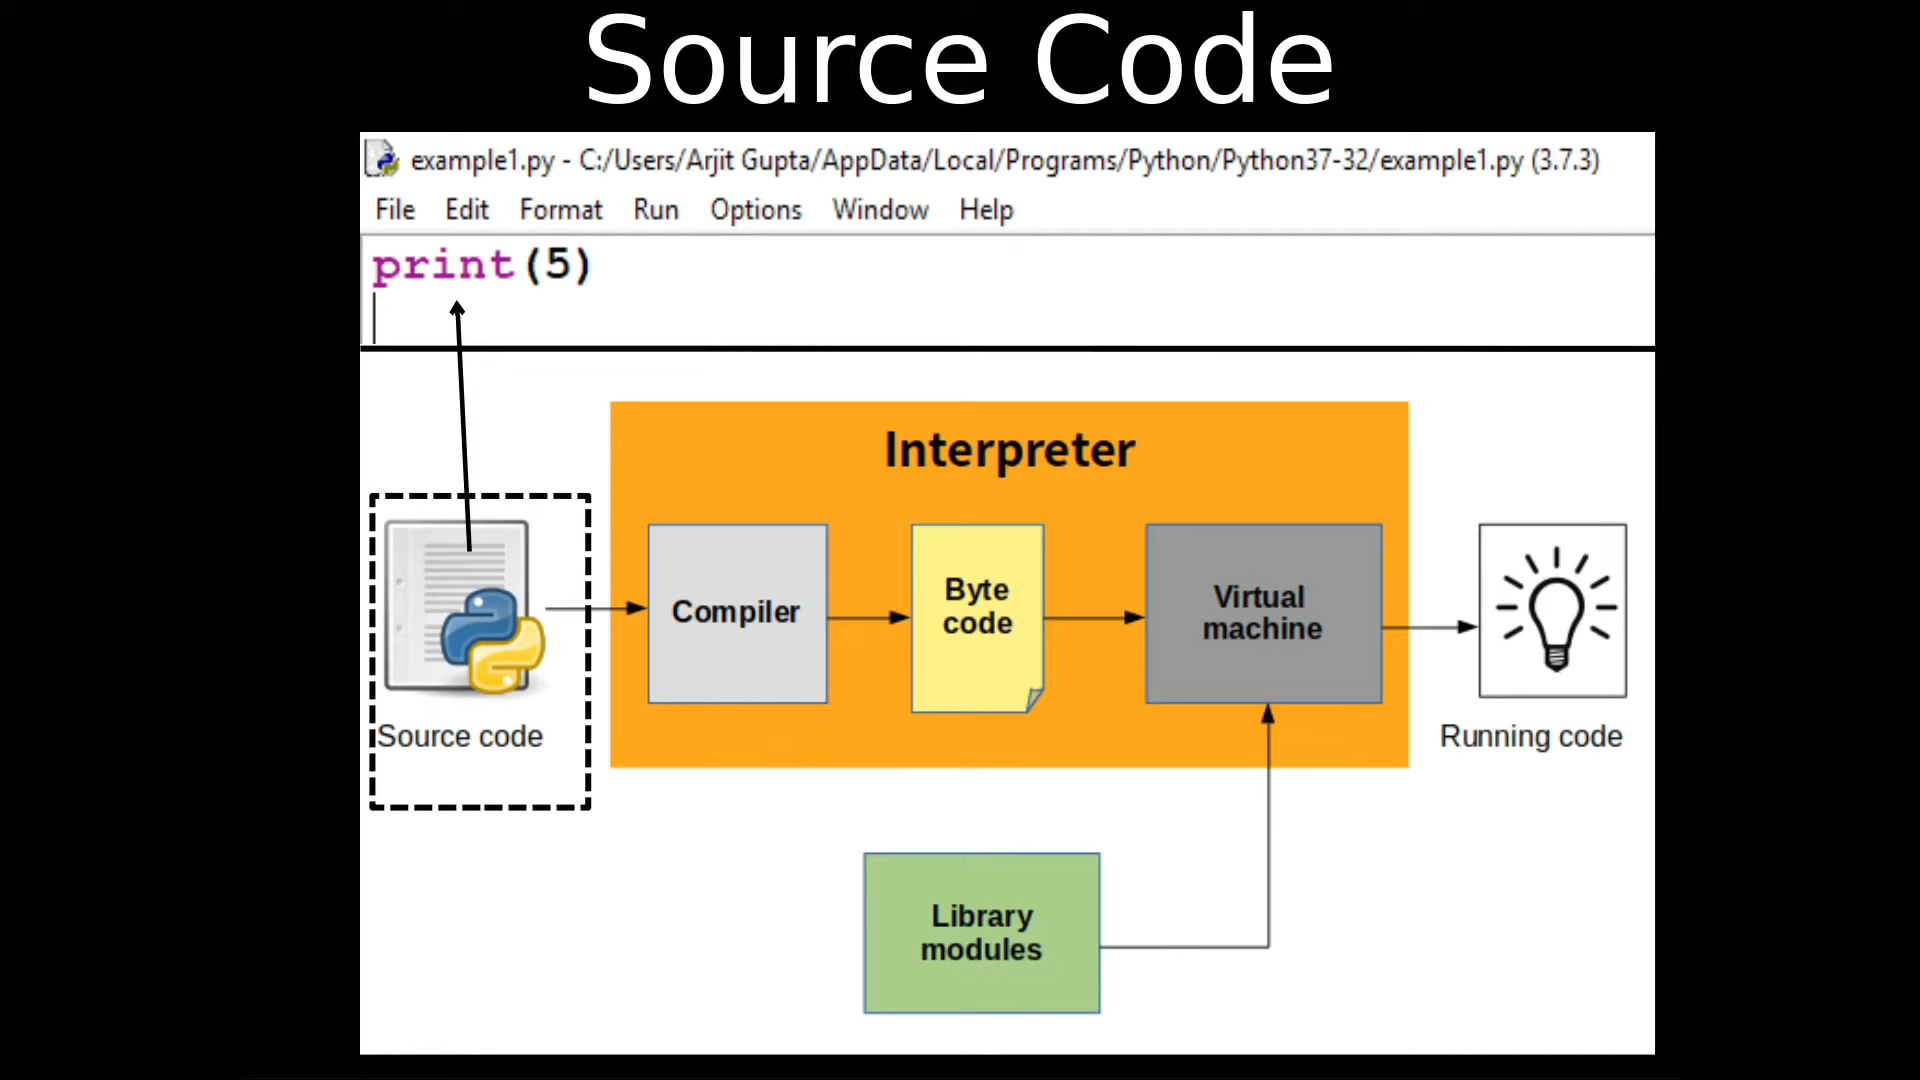 Source Code
example1.py - C:/Users/Arjit Gupta/AppData/Local/Programs/Python/Python37-32/example1.py (3.7.3)
File Edit Format Run Options Window Help
print(5)
Interpreter
Compiler
Byte
code
Virtual
machine
Source code
Running code
Library
modules